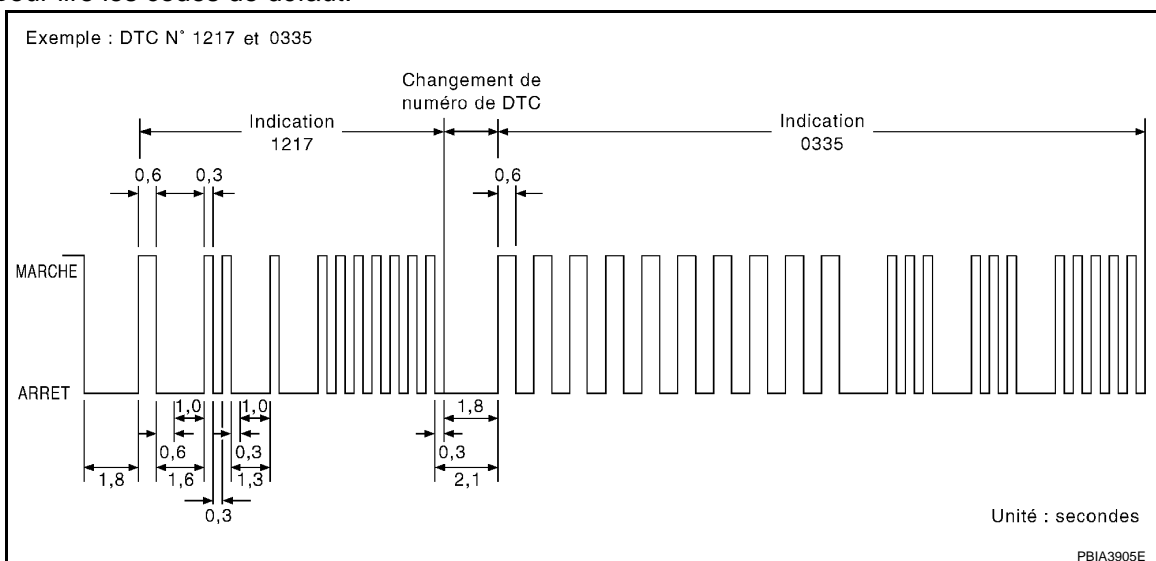 pour lire les codes de défaut.
Exemple : DTC N° 1217 et 0335
Changement de
numéro de DTC
Indication
1217
Indication
0335
0,6
0,3
0,6
MARCHE
ARRET
1,0
1,0
1,8
0,6
0,3
0,3
1,8
1,6
1,3
2,1
0,3
Unité : secondes
PBIA3905E